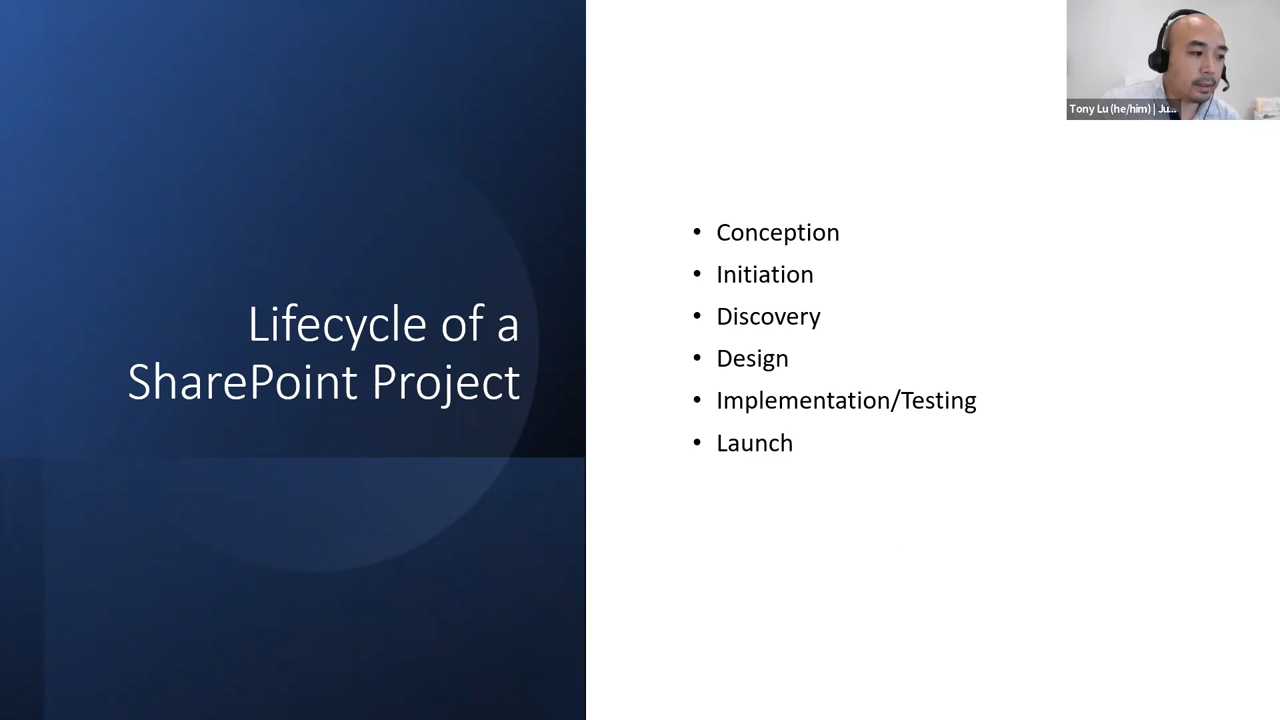 Tony Lu (he/him) | Ju...
Lifecycle of a
SharePoint Project
• Conception
• Initiation
• Discovery
• Design
• Implementation/Testing
• Launch